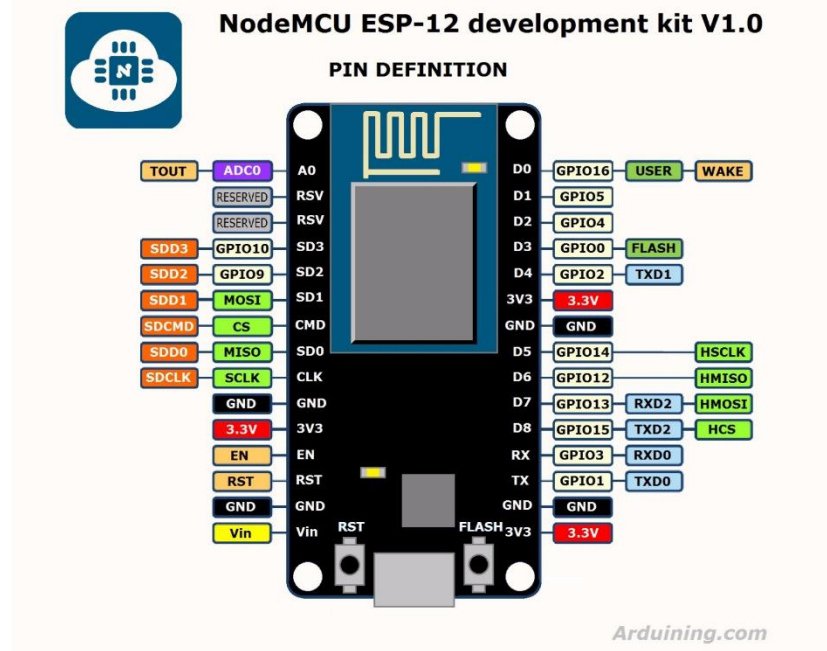 NodeMCU ESP-12 development kit V1.0
PIN DEFINITION
N
TOUT ADC0 A0 D0 GPIO16 USER WAKE
RESERVED RSV D1 GPIO5
RESERVED RSV D2 GPIO4
SDD3 GPIO10 SD3 D3 GPIO0 FLASH
SDD2 GPIO9 SD2 D4 GPIO2 TXD1
SDD1 MOSI SD1 3V3 3.3V
SDCMD CS CMD GND GND
SDD0 MISO SD0 D5 GPIO14 HSCLK
SDCLK SCLK CLK D6 GPIO12 HMISO
GND GND D7 GPIO13 RXD2 HMOSI
3.3V 3V3 D8 GPIO15 TXD2 HCS
EN EN RX GPIO3 RXD0
RST RST TX GPIO1 TXD0
GND GND GND GND
Vin Vin RST FLASH 3V3 3.3V
Arduining.com